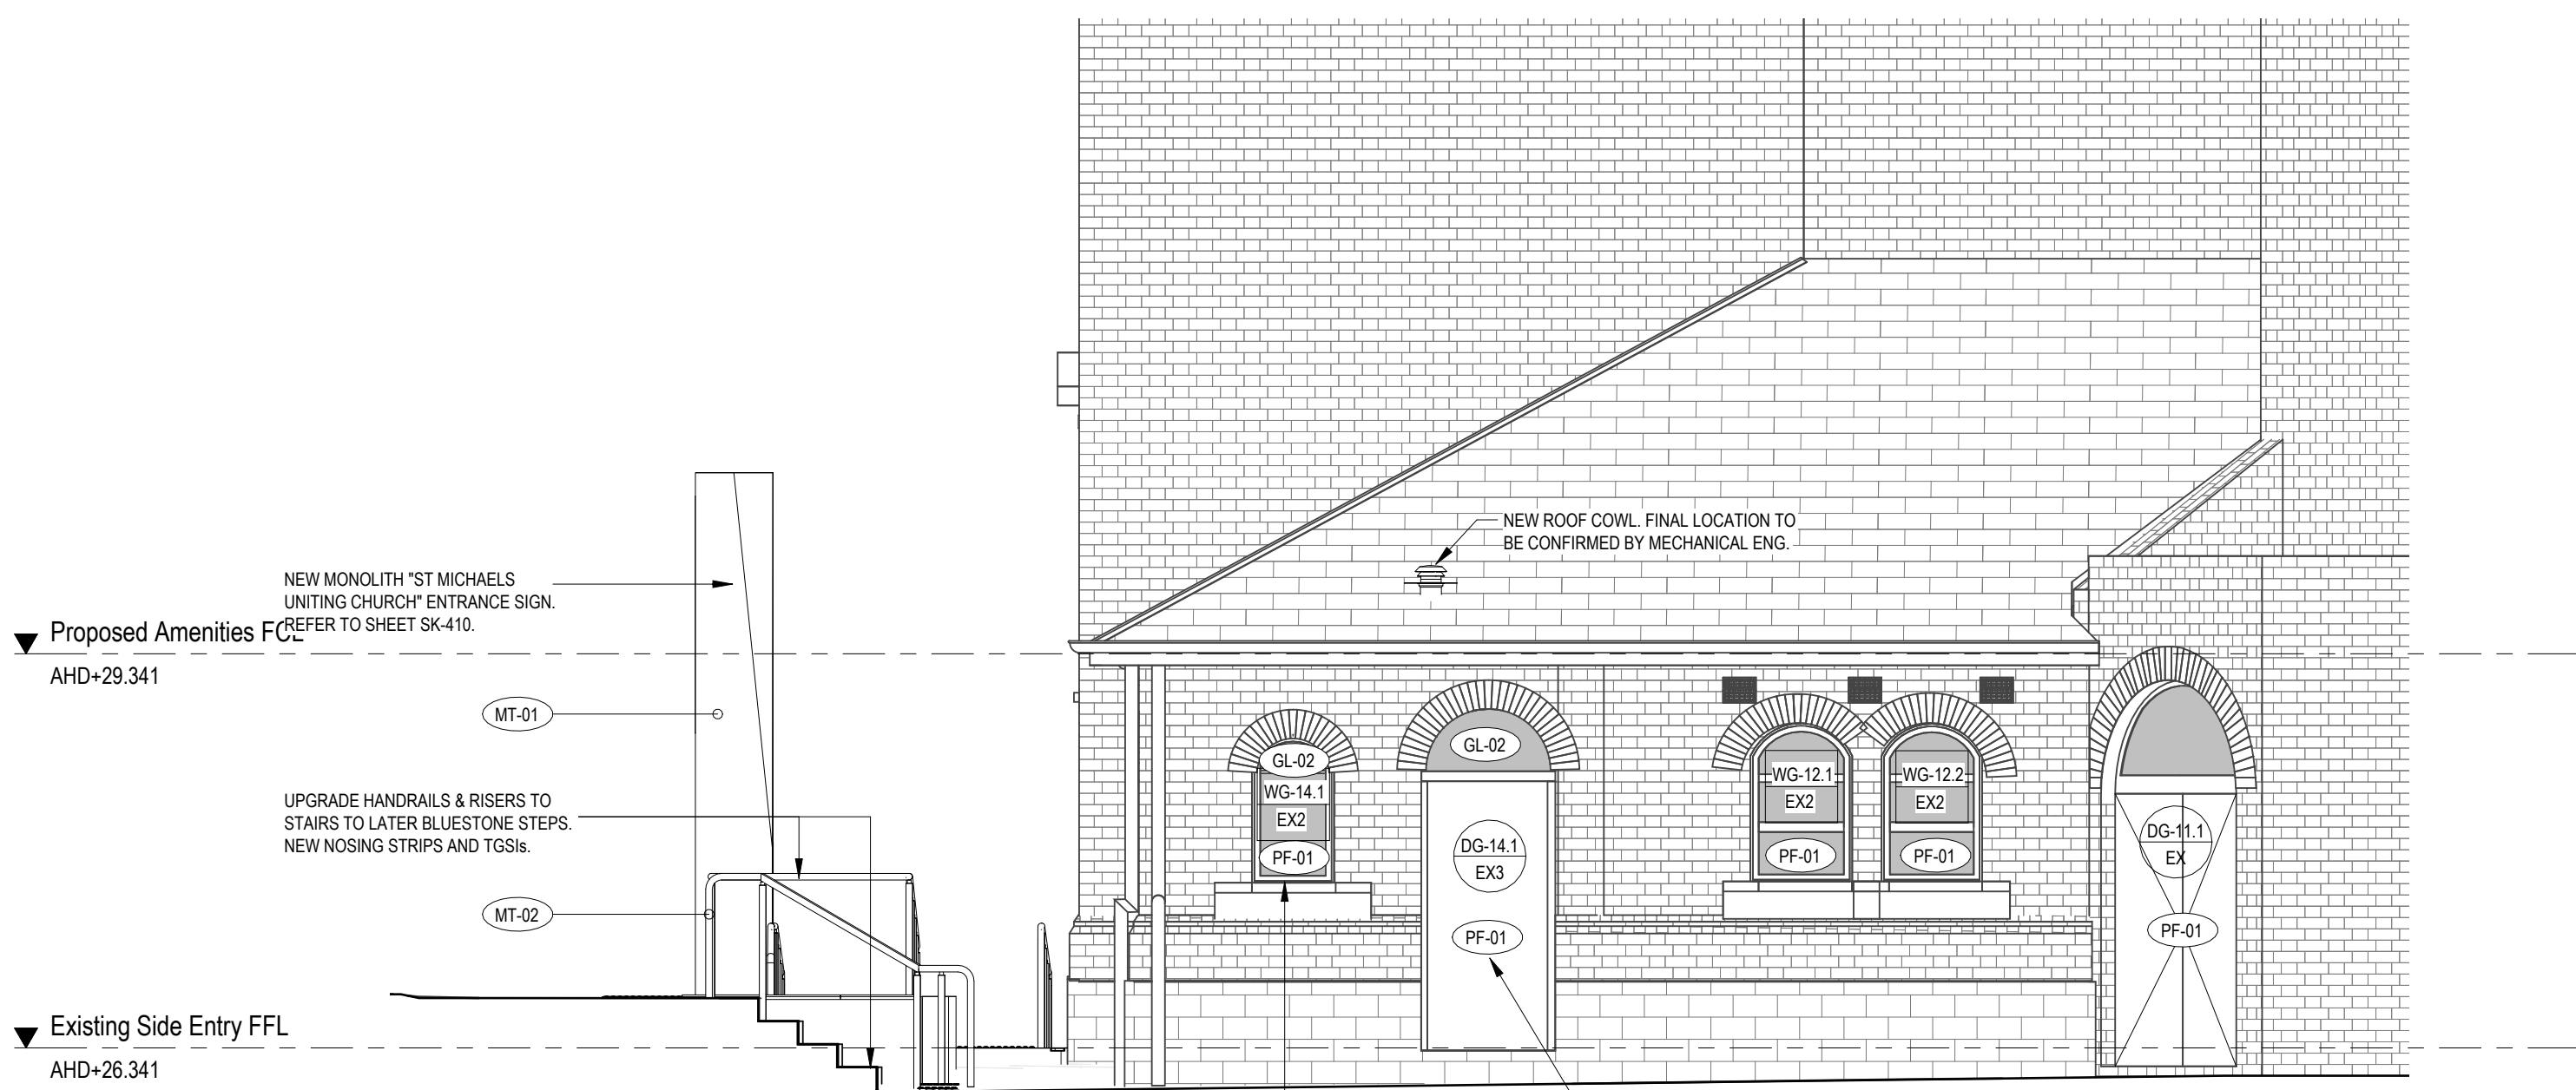 NEW ROOF COWL. FINAL LOCATION TO
BE CONFIRMED BY MECHANICAL ENG.
NEW MONOLITH "ST MICHAELS
UNITING CHURCH" ENTRANCE SIGN.
REFER TO SHEET SK-410.
Proposed Amenities FCL
AHD+29.341
MT-01
UPGRADE HANDRAILS & RISERS TO
STAIRS TO LATER BLUESTONE STEPS.
NEW NOSING STRIPS AND TGSIs.
MT-02
Existing Side Entry FFL
AHD+26.341
GL-02
WG-14.1
EX2
PF-01
GL-02
DG-14.1
EX3
PF-01
WG-12.1
EX2
PF-01
WG-12.2
EX2
PF-01
DG-11.1
EX
PF-01